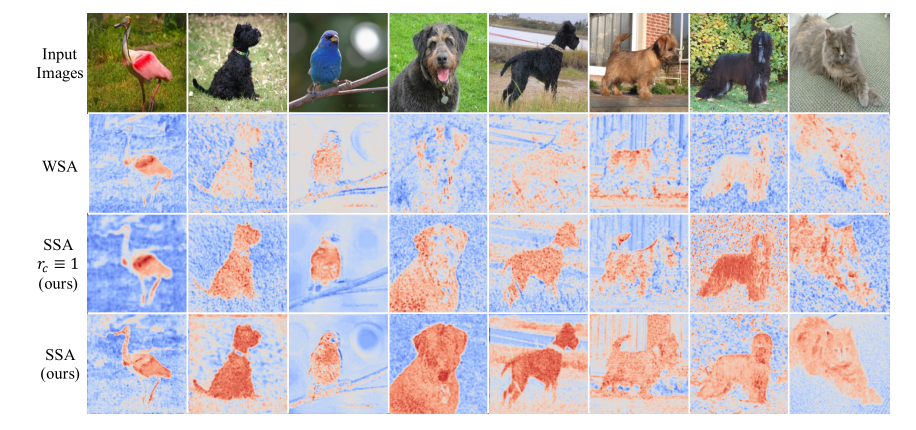 Input
Images
WSA
SSA
r_c ≡ 1
(ours)
SSA
(ours)